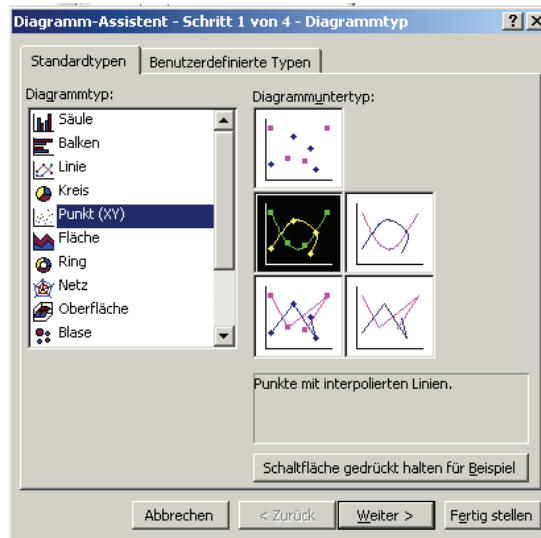 Diagramm-Assistent - Schritt 1 von 4 - Diagrammtyp
Standardtypen
Benutzerdefinierte Typen
Diagrammtyp:
Säule
Balken
Linie
Kreis
Punkt (XY)
Fläche
Ring
Netz
Oberfläche
Blase
Diagrammuntertyp:
Punkte mit interpolierten Linien.
Schaltfläche gedrückt halten für Beispiel
Abbrechen
< Zurück
Weiter >
Fertig stellen